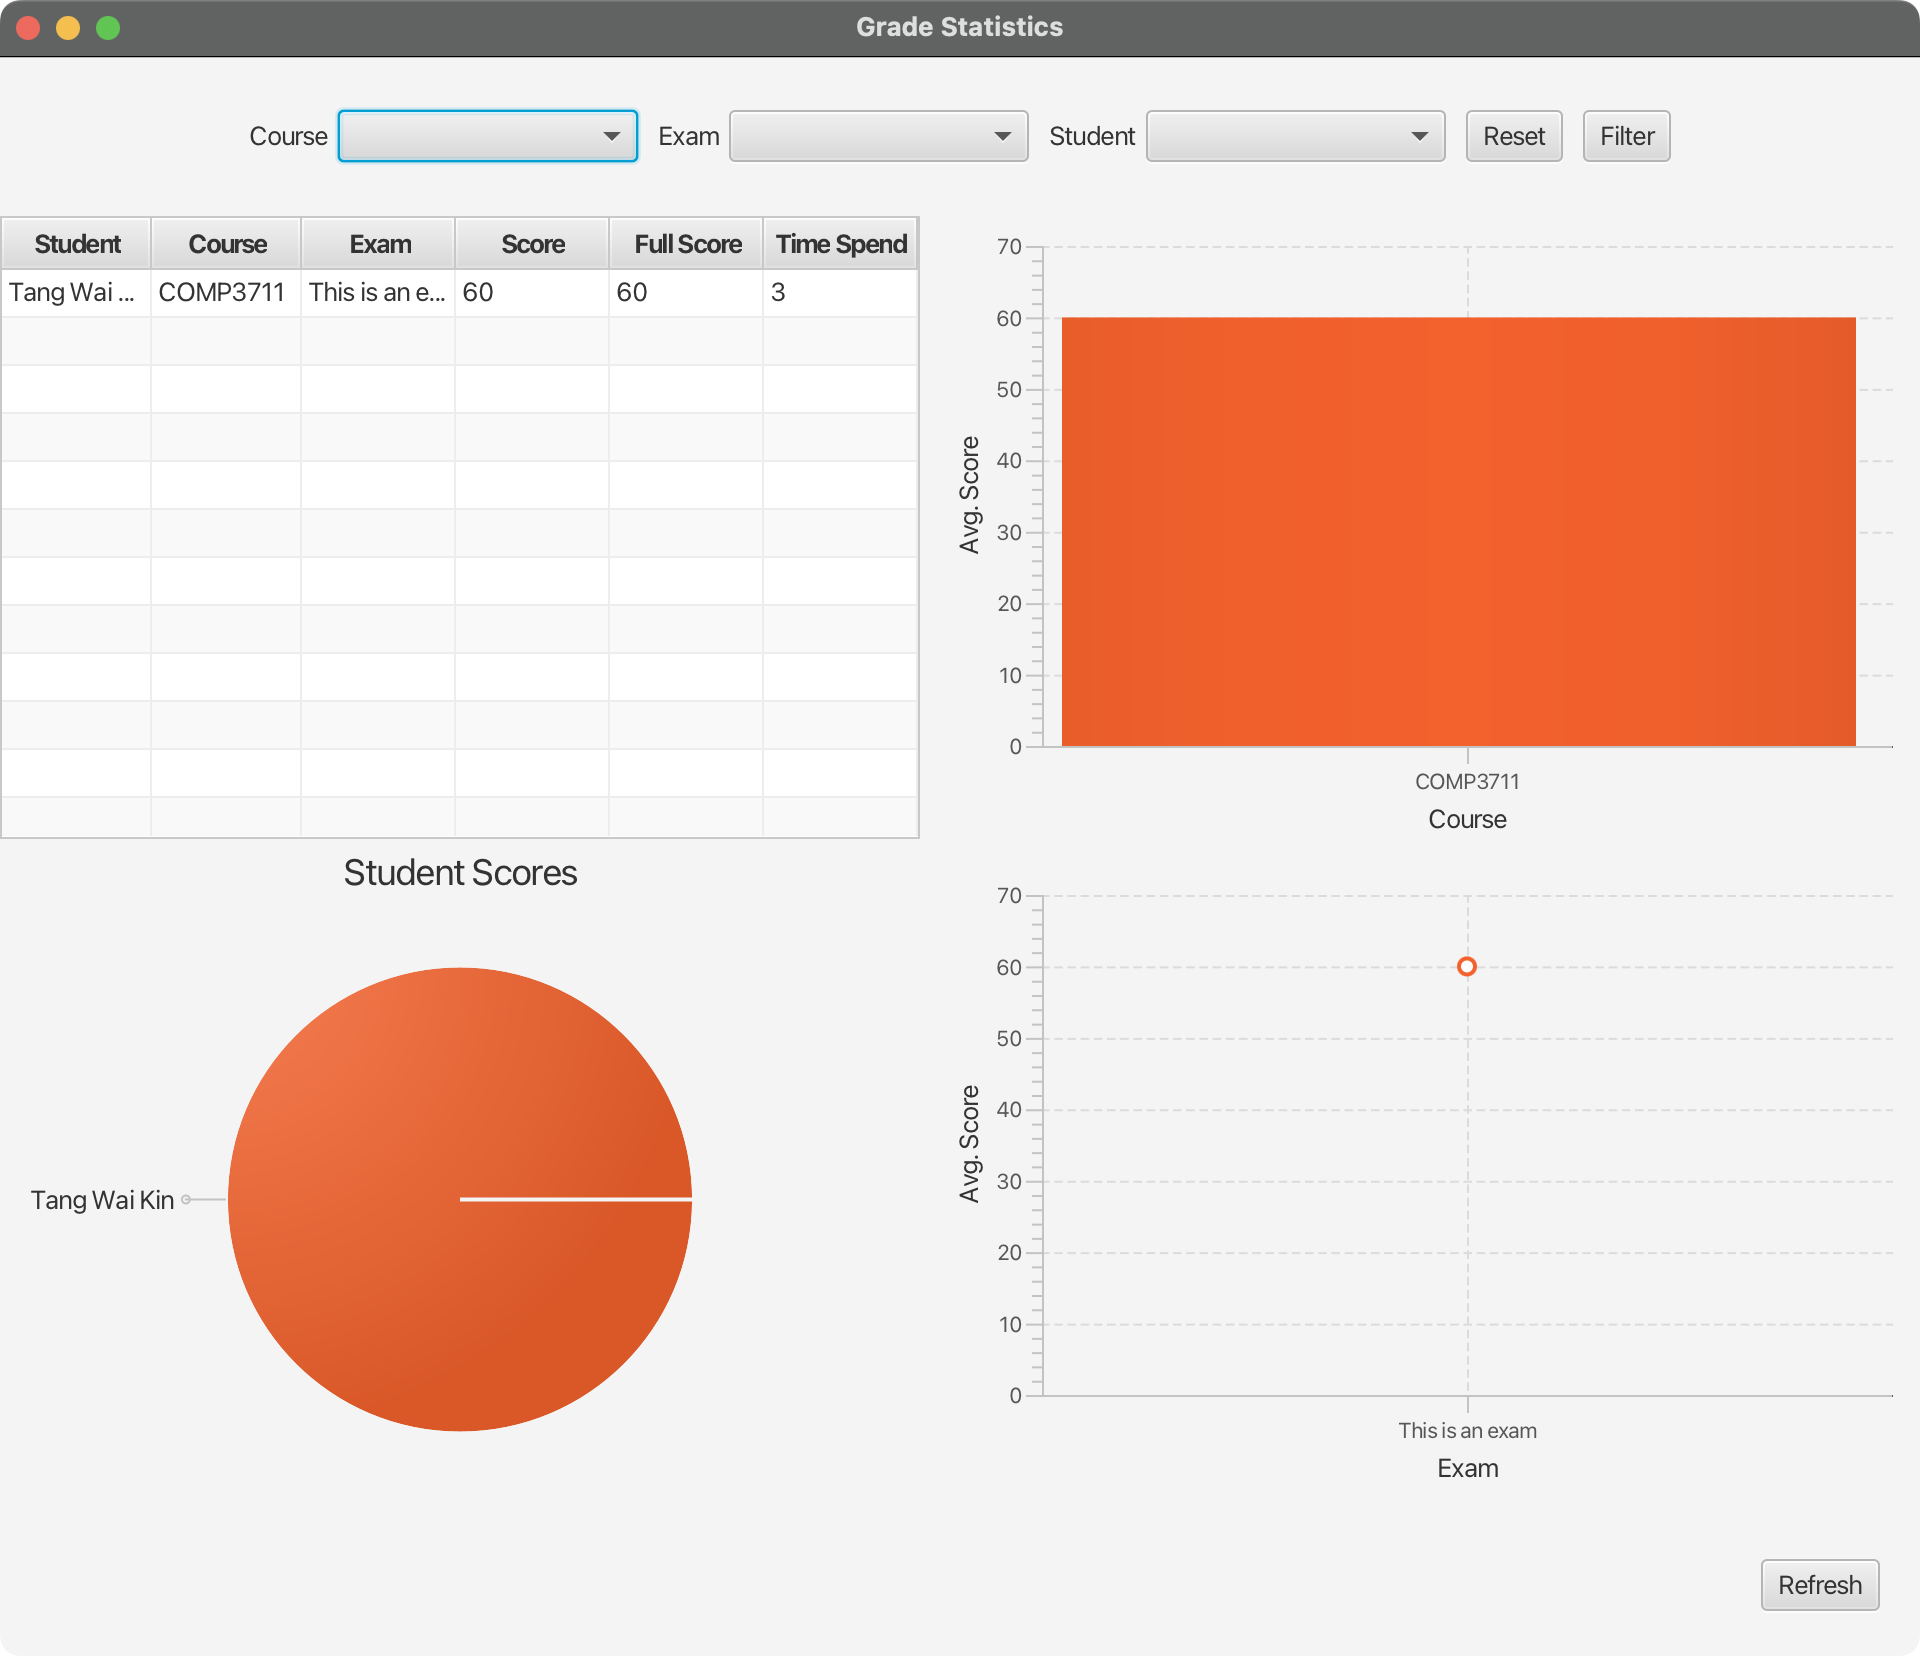 Grade Statistics
Course Exam Student Reset Filter
Student Course Exam Score Full Score Time Spend
Tang Wai ... COMP3711 This is an e... 60 60 3
70
60
50
40
30
20
10
0
Avg. Score
COMP3711
Course
Student Scores
Tang Wai Kin
70
60
50
40
30
20
10
0
Avg. Score
This is an exam
Exam
Refresh